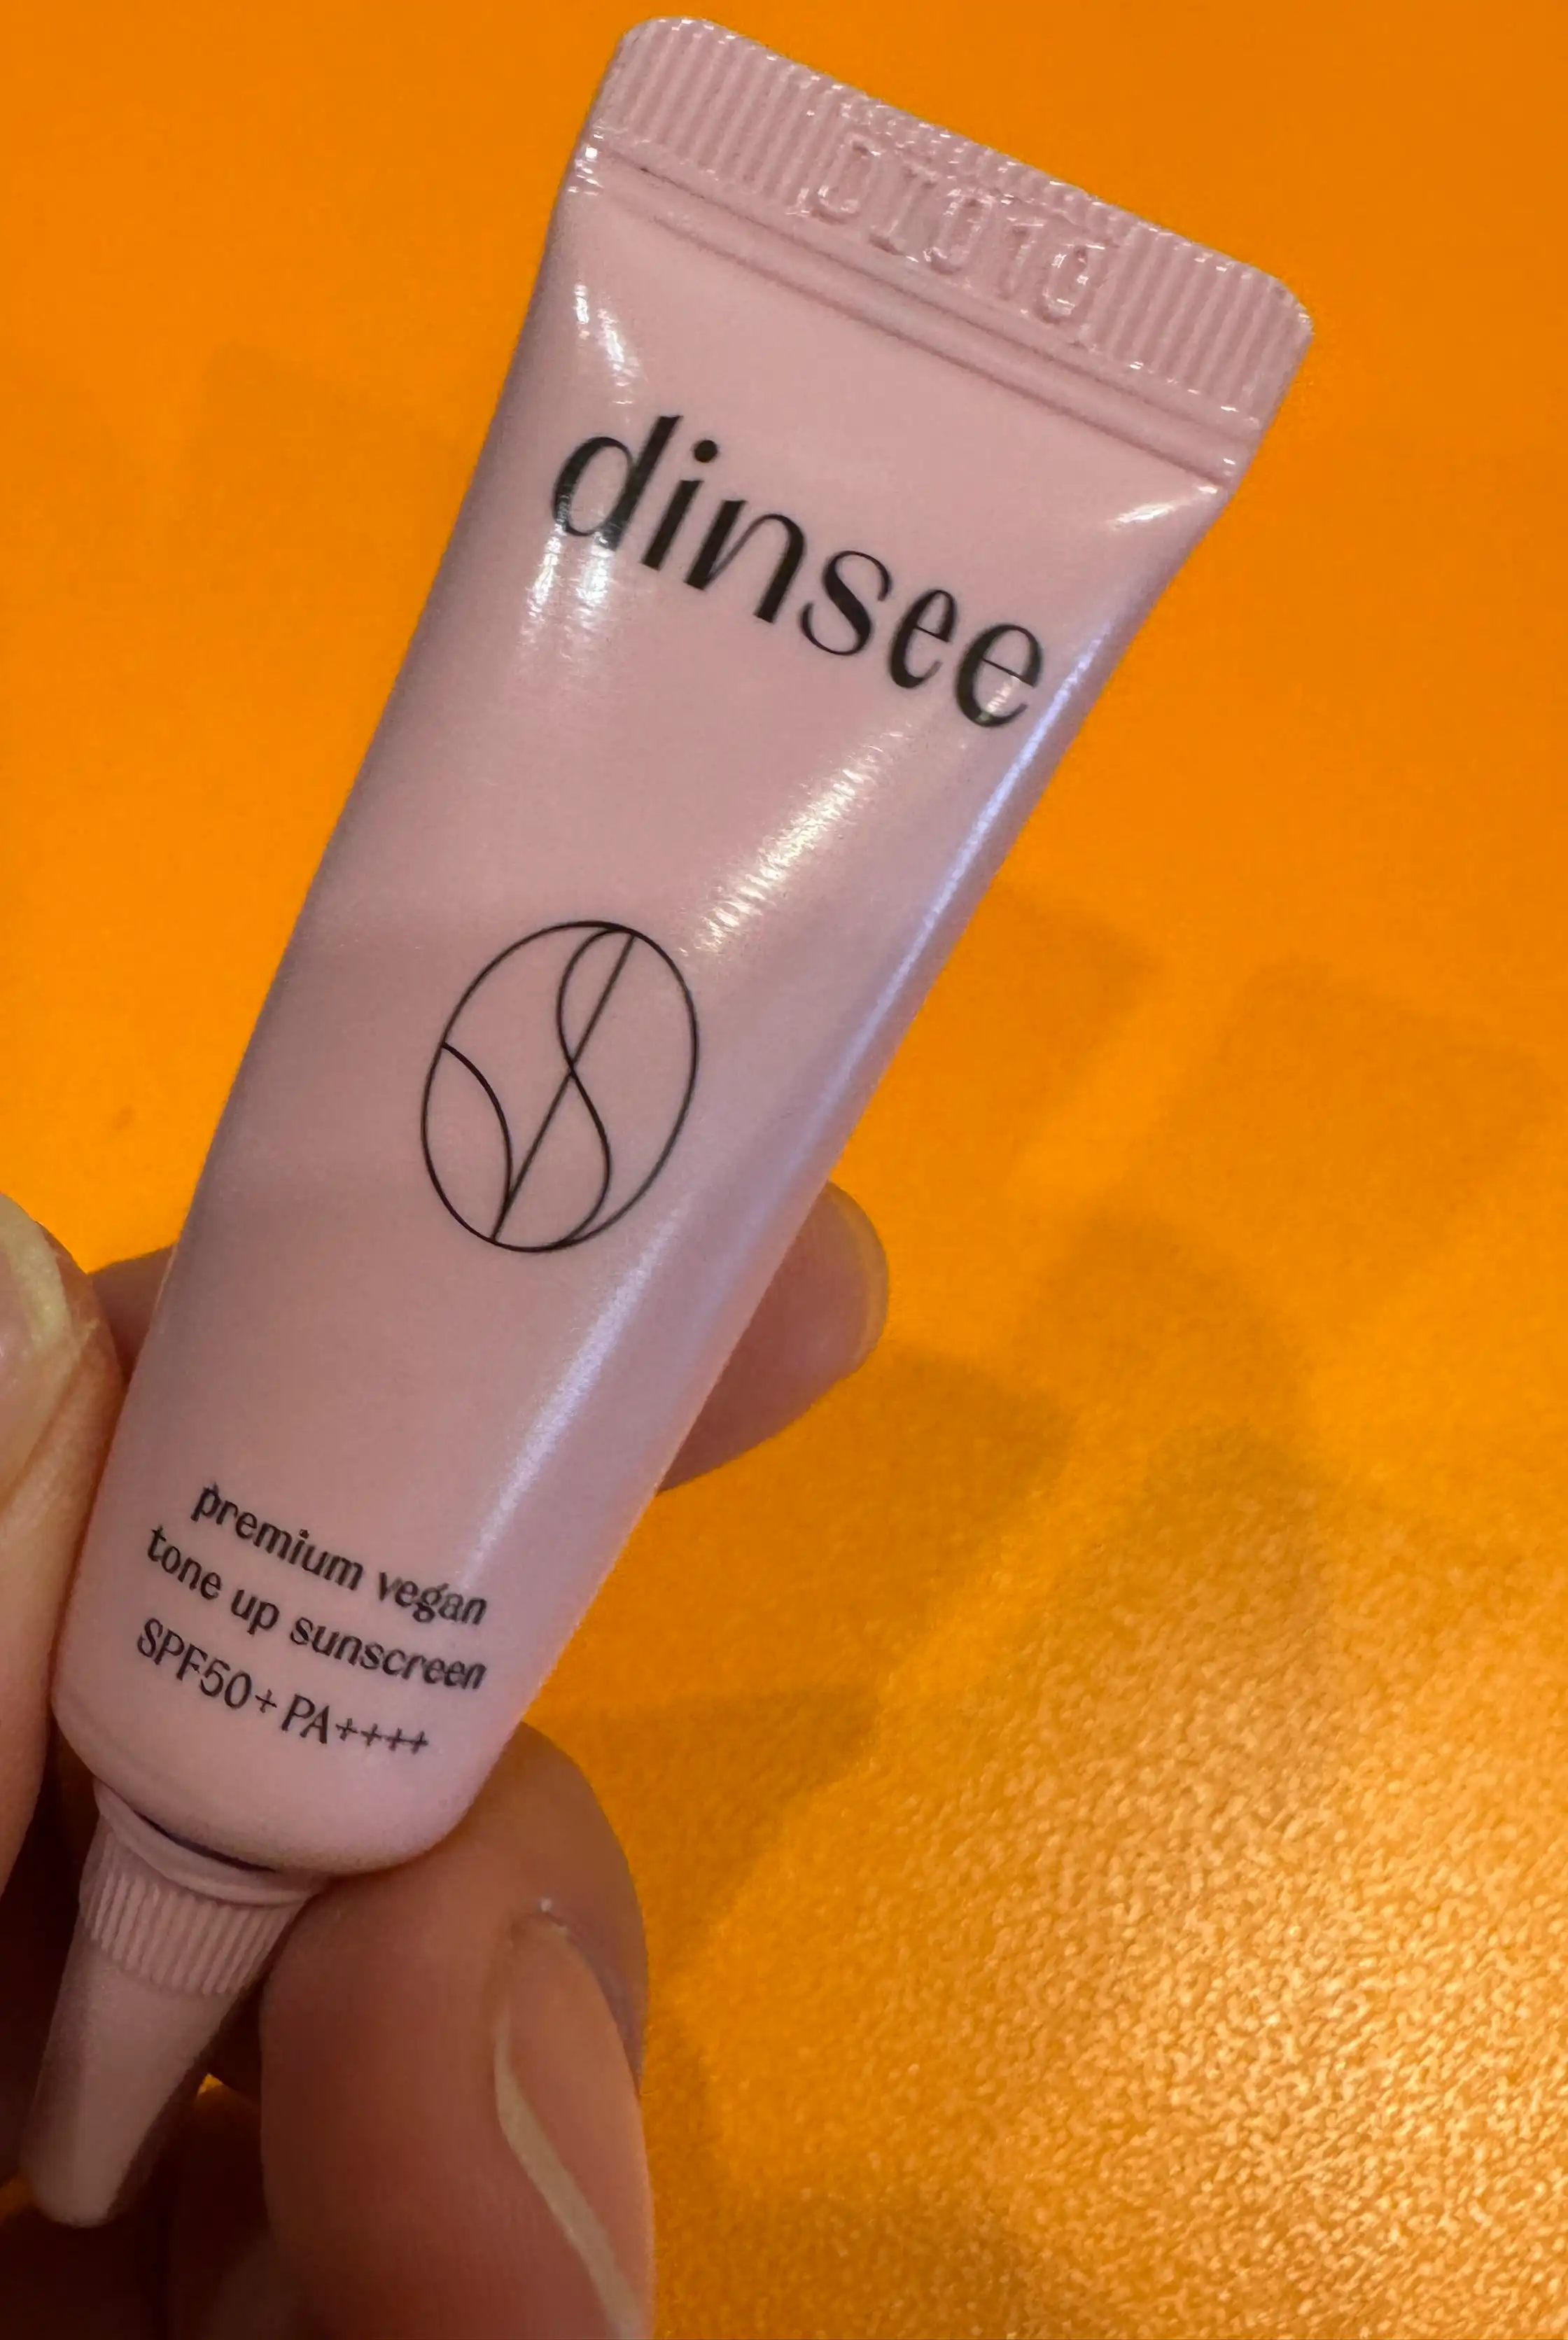 dinsee
premium vegan
tone up sunscreen
SPF50+ PA++++